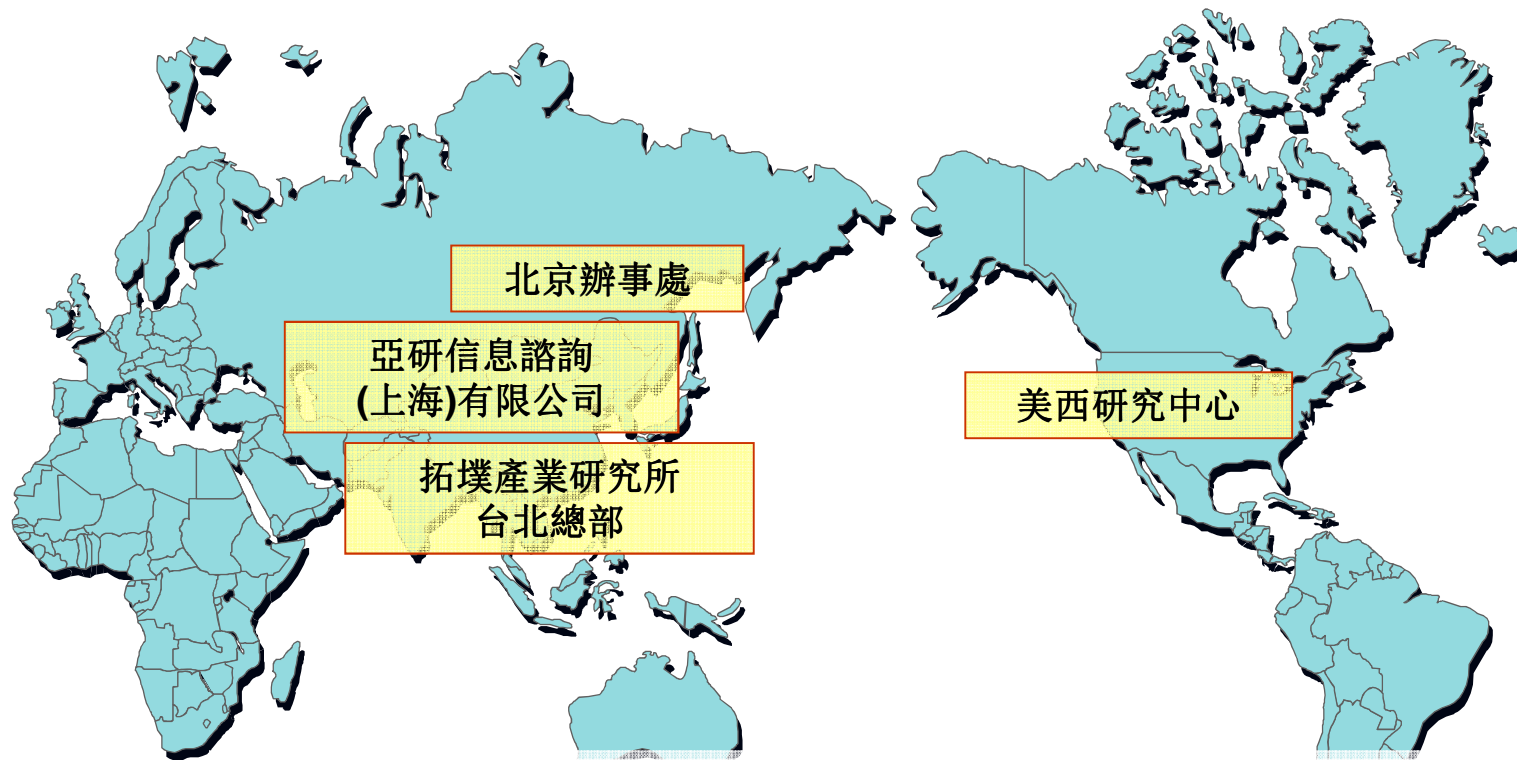 北京辦事處
亞研信息諮詢
(上海)有限公司
美西研究中心
拓墣產業研究所
台北總部